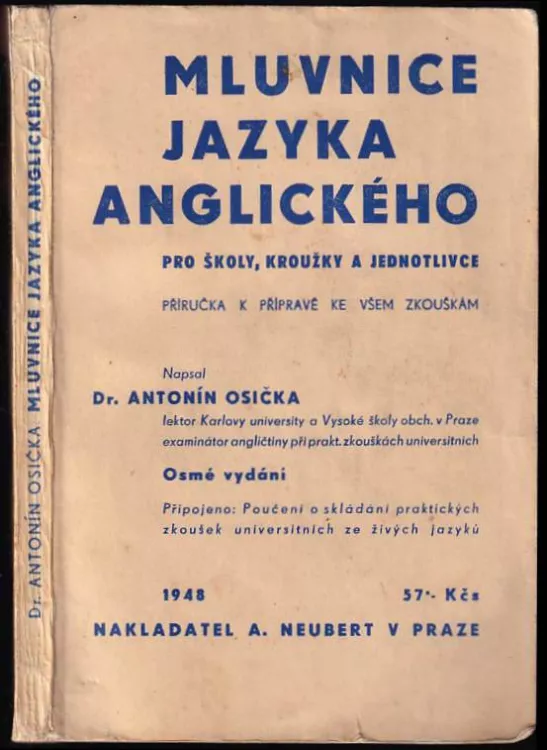 Dr. ANTONÍN OSIČKA MLUVNICE JAZYKA ANGLICKÉHO
MLUVNICE
JAZYKA
ANGLICKÉHO
PRO ŠKOLY, KROUŽKY A JEDNOTLIVCE
PŘÍRUČKA K PŘÍPRAVĚ KE VŠEM ZKOUŠKÁM
Napsal
Dr. ANTONÍN OSIČKA
lektor Karlovy university a Vysoké školy obch. v Praze
examinátor angličtiny při prakt. zkouškách universitních
Osmé vydání
Připojeno: Poučení o skládání praktických
zkoušek universitních ze živých jazyků
1948 57·- Kčs
NAKLADATEL A. NEUBERT V PRAZE